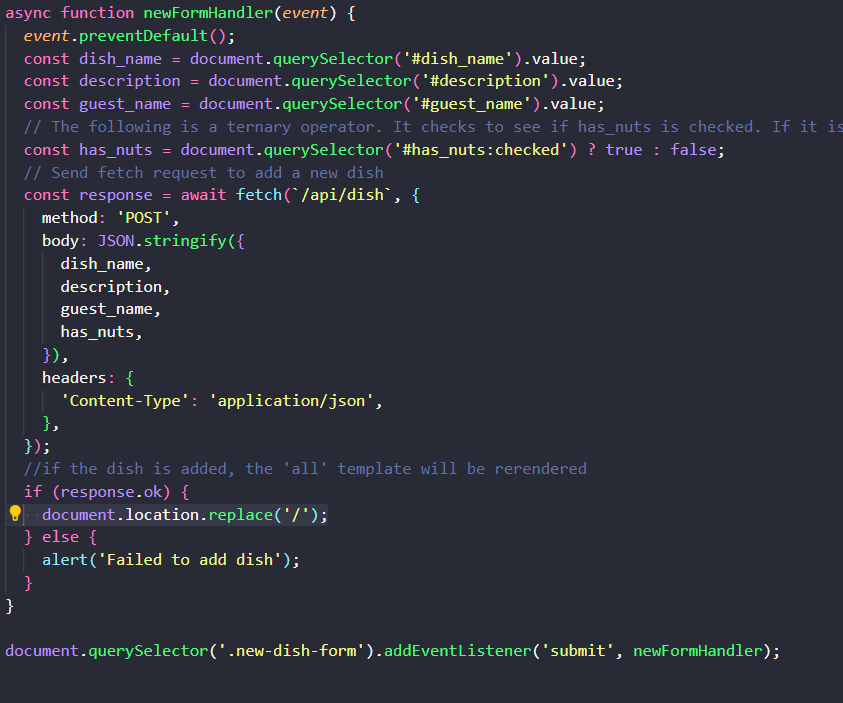 async function newFormHandler(event) {
event.preventDefault();
const dish_name = document.querySelector('#dish_name').value;
const description = document.querySelector('#description').value;
const guest_name = document.querySelector('#guest_name').value;
// The following is a ternary operator. It checks to see if has_nuts is checked. If it is
const has_nuts = document.querySelector('#has_nuts:checked') ? true : false;
// Send fetch request to add a new dish
const response = await fetch(`/api/dish`, {
method: 'POST',
body: JSON.stringify({
dish_name,
description,
guest_name,
has_nuts,
}),
headers: {
'Content-Type': 'application/json',
},
});
//if the dish is added, the 'all' template will be rerendered
if (response.ok) {
document.location.replace('/');
} else {
alert('Failed to add dish');
}
}
document.querySelector('.new-dish-form').addEventListener('submit', newFormHandler);